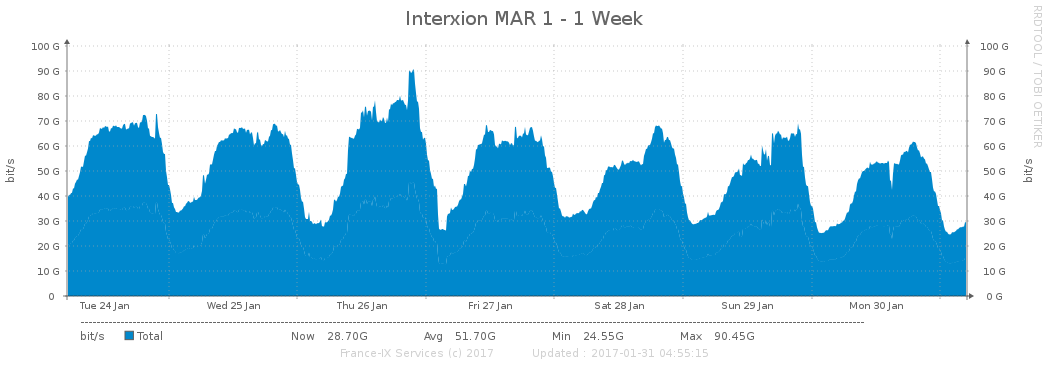 Interxion MAR 1 - 1 Week
RRDTOOL / TOBI OETIKER
100 G 100 G
90 G 90 G
80 G 80 G
70 G 70 G
60 G 60 G
50 G 50 G
40 G 40 G
30 G 30 G
20 G 20 G
10 G 10 G
0 0 G
bit/s bit/s
Tue 24 Jan Wed 25 Jan Thu 26 Jan Fri 27 Jan Sat 28 Jan Sun 29 Jan Mon 30 Jan
bit/s Total Now 28.70G Avg 51.70G Min 24.55G Max 90.45G
France-IX Services (c) 2017 Updated : 2017-01-31 04:55:15